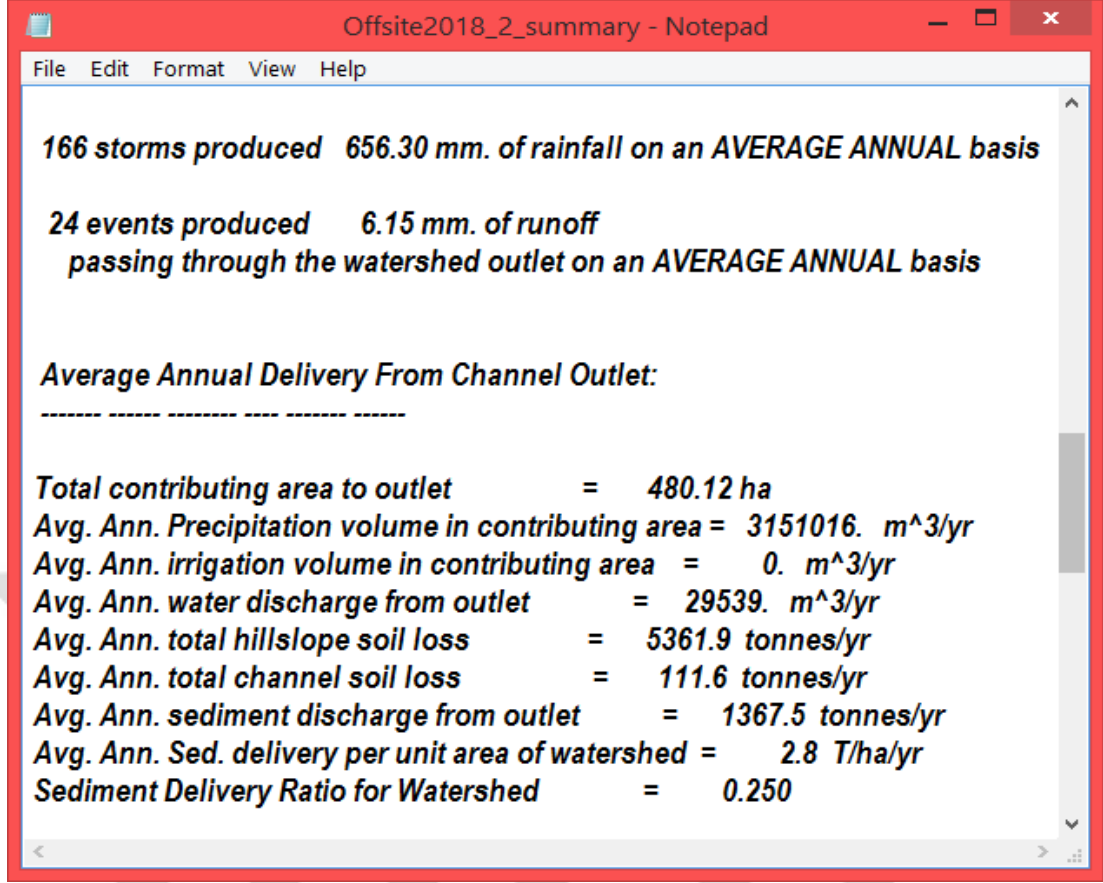 Offsite2018_2_summary - Notepad
File Edit Format View Help
166 storms produced 656.30 mm. of rainfall on an AVERAGE ANNUAL basis
24 events produced 6.15 mm. of runoff
passing through the watershed outlet on an AVERAGE ANNUAL basis
Average Annual Delivery From Channel Outlet:
------- ------ -------- ---- ------- ------
Total contributing area to outlet = 480.12 ha
Avg. Ann. Precipitation volume in contributing area = 3151016. m^3/yr
Avg. Ann. irrigation volume in contributing area = 0. m^3/yr
Avg. Ann. water discharge from outlet = 29539. m^3/yr
Avg. Ann. total hillslope soil loss = 5361.9 tonnes/yr
Avg. Ann. total channel soil loss = 111.6 tonnes/yr
Avg. Ann. sediment discharge from outlet = 1367.5 tonnes/yr
Avg. Ann. Sed. delivery per unit area of watershed = 2.8 T/ha/yr
Sediment Delivery Ratio for Watershed = 0.250